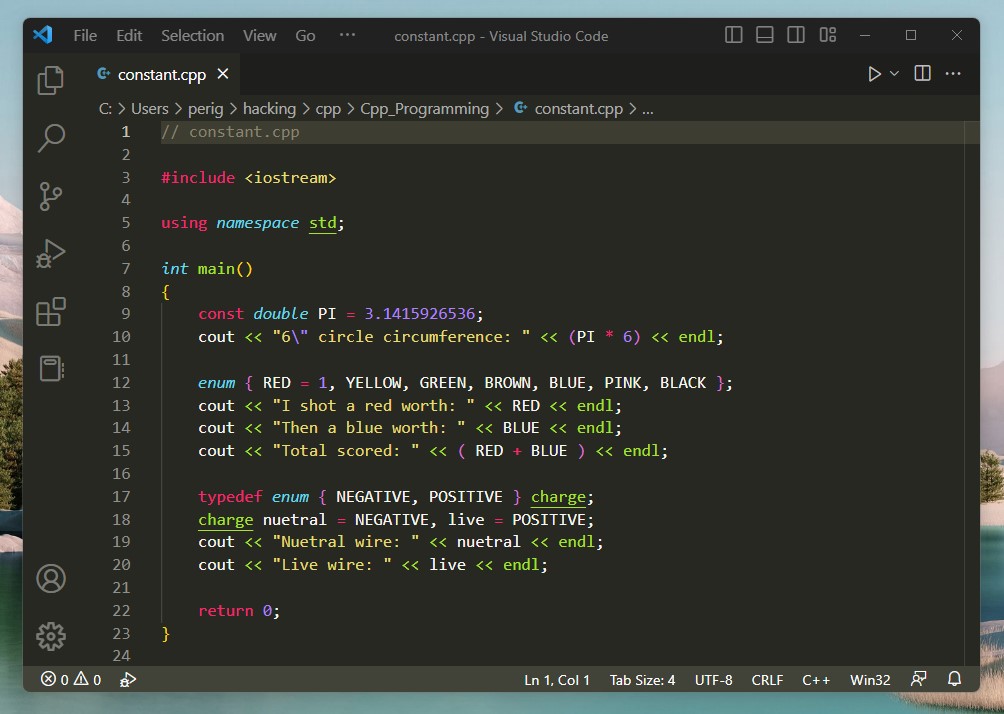 File Edit Selection View Go ··· constant.cpp - Visual Studio Code
constant.cpp
C: > Users > perig > hacking > cpp > Cpp_Programming > constant.cpp > ...
1 // constant.cpp
2
3 #include <iostream>
4
5 using namespace std;
6
7 int main()
8 {
9     const double PI = 3.1415926536;
10     cout << "6\" circle circumference: " << (PI * 6) << endl;
11
12     enum { RED = 1, YELLOW, GREEN, BROWN, BLUE, PINK, BLACK };
13     cout << "I shot a red worth: " << RED << endl;
14     cout << "Then a blue worth: " << BLUE << endl;
15     cout << "Total scored: " << ( RED + BLUE ) << endl;
16
17     typedef enum { NEGATIVE, POSITIVE } charge;
18     charge nuetral = NEGATIVE, live = POSITIVE;
19     cout << "Nuetral wire: " << nuetral << endl;
20     cout << "Live wire: " << live << endl;
21
22     return 0;
23 }
24
0 0 Ln 1, Col 1 Tab Size: 4 UTF-8 CRLF C++ Win32